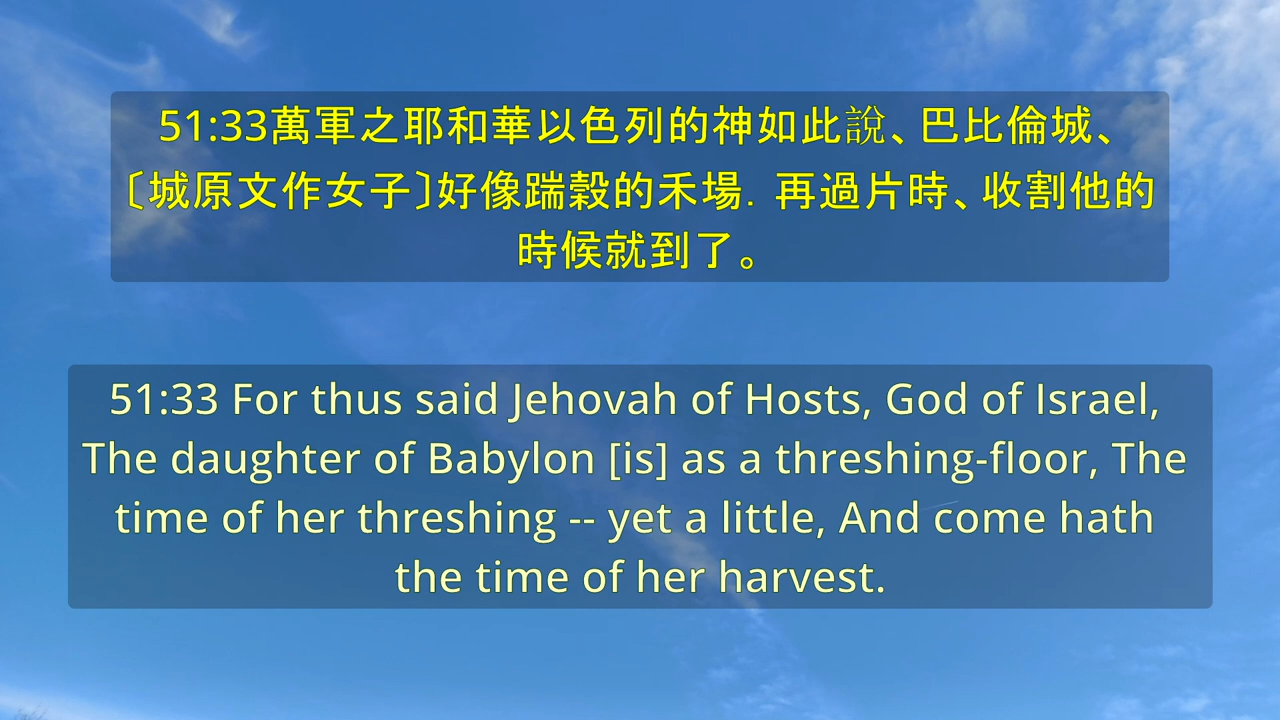 51:33萬軍之耶和華以色列的神如此說、巴比倫城、
〔城原文作女子〕好像踹穀的禾場．再過片時、收割他的
時候就到了。
51:33 For thus said Jehovah of Hosts, God of Israel,
The daughter of Babylon [is] as a threshing-floor, The
time of her threshing -- yet a little, And come hath
the time of her harvest.